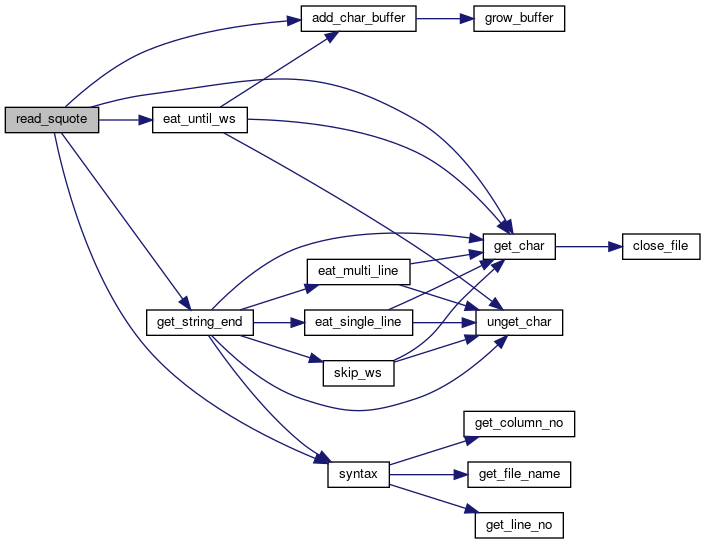 add_char_buffer
grow_buffer
read_squote
eat_until_ws
get_char
close_file
eat_multi_line
get_string_end
eat_single_line
unget_char
skip_ws
get_column_no
syntax
get_file_name
get_line_no